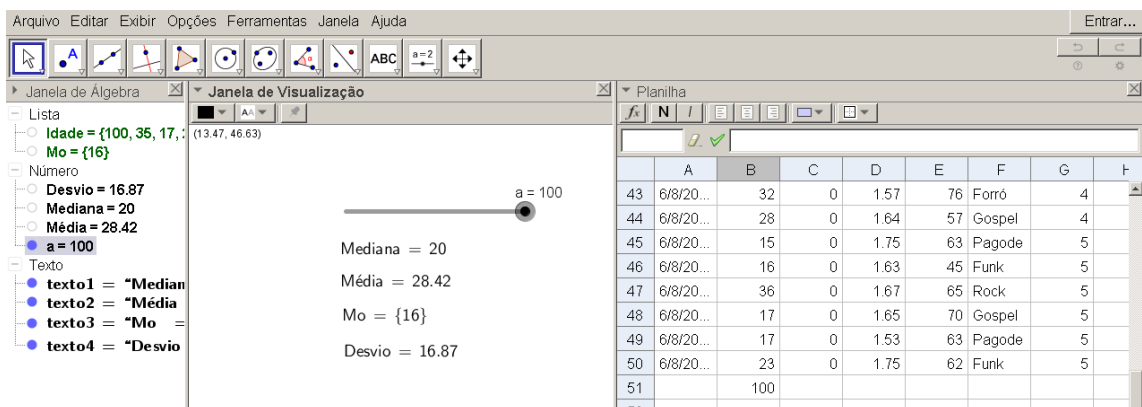 Arquivo Editar Exibir Opções Ferramentas Janela Ajuda Entrar...
A ABC a=2
Janela de Álgebra
Lista
Idade = {100, 35, 17,
Mo = {16}
Número
Desvio = 16.87
Mediana = 20
Média = 28.42
a = 100
Texto
texto1 = “Median
texto2 = “Média
texto3 = “Mo =
texto4 = “Desvio
Janela de Visualização
AA
(13.47, 46.63)
a = 100
Mediana = 20
Média = 28.42
Mo = {16}
Desvio = 16.87
Planilha
fx N I
A B C D E F G H
43 6/8/20... 32 0 1.57 76 Forró 4
44 6/8/20... 28 0 1.64 57 Gospel 4
45 6/8/20... 15 0 1.75 63 Pagode 5
46 6/8/20... 16 0 1.63 45 Funk 5
47 6/8/20... 36 0 1.67 65 Rock 5
48 6/8/20... 17 0 1.65 70 Gospel 5
49 6/8/20... 17 0 1.53 63 Pagode 5
50 6/8/20... 23 0 1.75 62 Funk 5
51 100